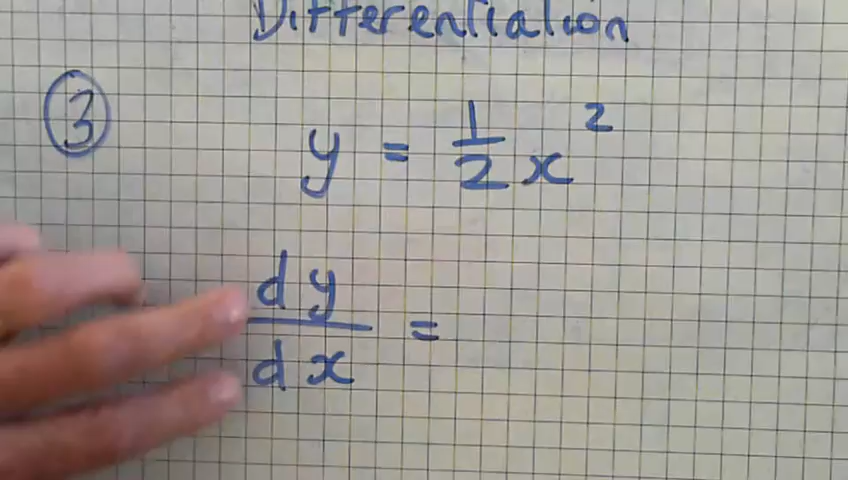 Differentiation
3
y = 1/2 x²
dy/dx =